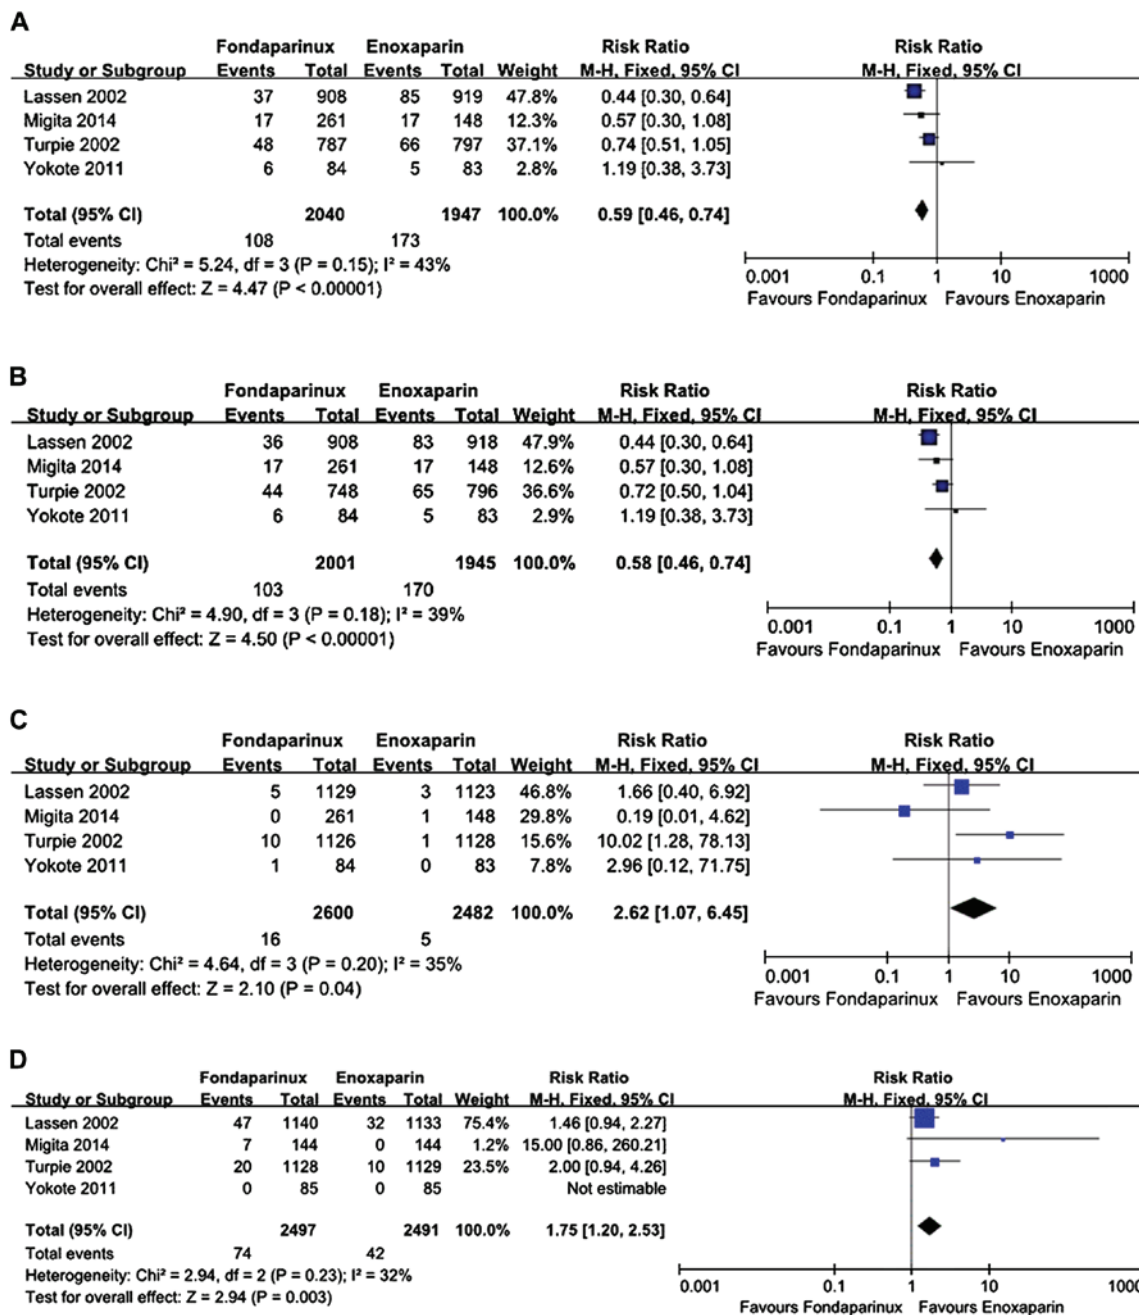 A
Fondaparinux Enoxaparin Risk Ratio Risk Ratio
Study or Subgroup Events Total Events Total Weight M-H, Fixed, 95% CI M-H, Fixed, 95% CI
Lassen 2002 37 908 85 919 47.8% 0.44 [0.30, 0.64]
Migita 2014 17 261 17 148 12.3% 0.57 [0.30, 1.08]
Turpie 2002 48 787 66 797 37.1% 0.74 [0.51, 1.05]
Yokote 2011 6 84 5 83 2.8% 1.19 [0.38, 3.73]
Total (95% CI) 2040 1947 100.0% 0.59 [0.46, 0.74]
Total events 108 173
Heterogeneity: Chi² = 5.24, df = 3 (P = 0.15); I² = 43%
Test for overall effect: Z = 4.47 (P < 0.00001)
0.001 0.1 1 10 1000
Favours Fondaparinux Favours Enoxaparin
B
Fondaparinux Enoxaparin Risk Ratio Risk Ratio
Study or Subgroup Events Total Events Total Weight M-H, Fixed, 95% CI M-H, Fixed, 95% CI
Lassen 2002 36 908 83 918 47.9% 0.44 [0.30, 0.64]
Migita 2014 17 261 17 148 12.6% 0.57 [0.30, 1.08]
Turpie 2002 44 748 65 796 36.6% 0.72 [0.50, 1.04]
Yokote 2011 6 84 5 83 2.9% 1.19 [0.38, 3.73]
Total (95% CI) 2001 1945 100.0% 0.58 [0.46, 0.74]
Total events 103 170
Heterogeneity: Chi² = 4.90, df = 3 (P = 0.18); I² = 39%
Test for overall effect: Z = 4.50 (P < 0.00001)
0.001 0.1 1 10 1000
Favours Fondaparinux Favours Enoxaparin
C
Fondaparinux Enoxaparin Risk Ratio Risk Ratio
Study or Subgroup Events Total Events Total Weight M-H, Fixed, 95% CI M-H, Fixed, 95% CI
Lassen 2002 5 1129 3 1123 46.8% 1.66 [0.40, 6.92]
Migita 2014 0 261 1 148 29.8% 0.19 [0.01, 4.62]
Turpie 2002 10 1126 1 1128 15.6% 10.02 [1.28, 78.13]
Yokote 2011 1 84 0 83 7.8% 2.96 [0.12, 71.75]
Total (95% CI) 2600 2482 100.0% 2.62 [1.07, 6.45]
Total events 16 5
Heterogeneity: Chi² = 4.64, df = 3 (P = 0.20); I² = 35%
Test for overall effect: Z = 2.10 (P = 0.04)
0.001 0.1 1 10 1000
Favours Fondaparinux Favours Enoxaparin
D
Fondaparinux Enoxaparin Risk Ratio Risk Ratio
Study or Subgroup Events Total Events Total Weight M-H, Fixed, 95% CI M-H, Fixed, 95% CI
Lassen 2002 47 1140 32 1133 75.4% 1.46 [0.94, 2.27]
Migita 2014 7 144 0 144 1.2% 15.00 [0.86, 260.21]
Turpie 2002 20 1128 10 1129 23.5% 2.00 [0.94, 4.26]
Yokote 2011 0 85 0 85 Not estimable
Total (95% CI) 2497 2491 100.0% 1.75 [1.20, 2.53]
Total events 74 42
Heterogeneity: Chi² = 2.94, df = 2 (P = 0.23); I² = 32%
Test for overall effect: Z = 2.94 (P = 0.003)
0.001 0.1 1 10 1000
Favours Fondaparinux Favours Enoxaparin